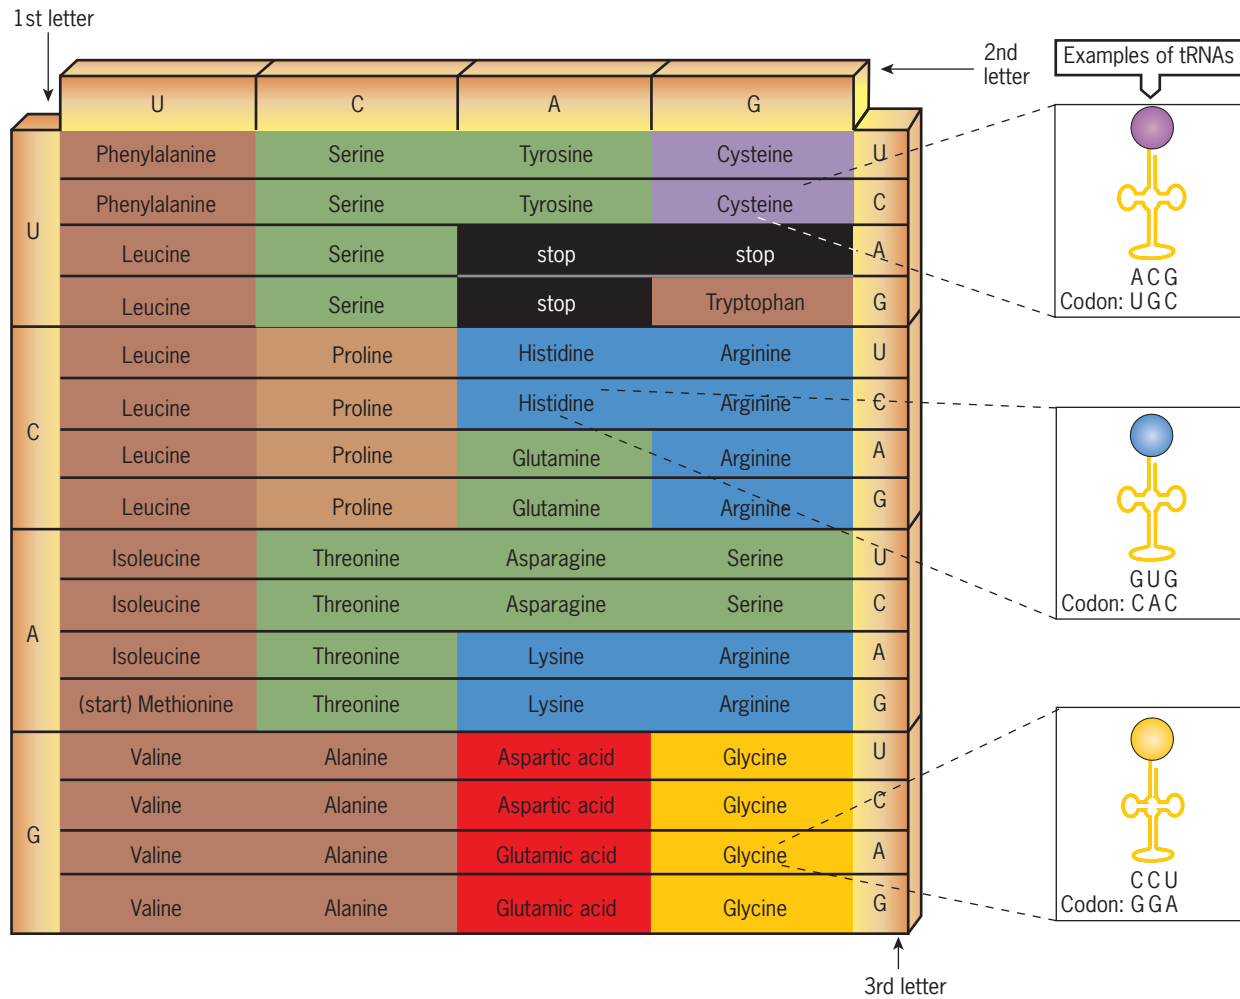 1st letter
2nd
letter
Examples of tRNAs
U C A G
U
Phenylalanine Serine Tyrosine Cysteine U
Phenylalanine Serine Tyrosine Cysteine C
Leucine Serine stop stop A
Leucine Serine stop Tryptophan G
C
Leucine Proline Histidine Arginine U
Leucine Proline Histidine Arginine C
Leucine Proline Glutamine Arginine A
Leucine Proline Glutamine Arginine G
A
Isoleucine Threonine Asparagine Serine U
Isoleucine Threonine Asparagine Serine C
Isoleucine Threonine Lysine Arginine A
(start) Methionine Threonine Lysine Arginine G
G
Valine Alanine Aspartic acid Glycine U
Valine Alanine Aspartic acid Glycine C
Valine Alanine Glutamic acid Glycine A
Valine Alanine Glutamic acid Glycine G
3rd letter
ACG
Codon: UGC
GUG
Codon: CAC
CCU
Codon: GGA